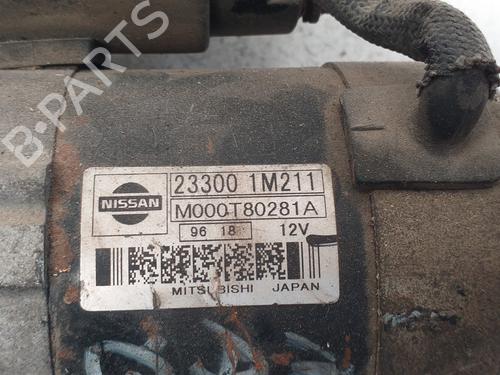 B-PARTS
NISSAN
23300 1M211
M000T80281A
96 18 12V
MITSUBISHI JAPAN